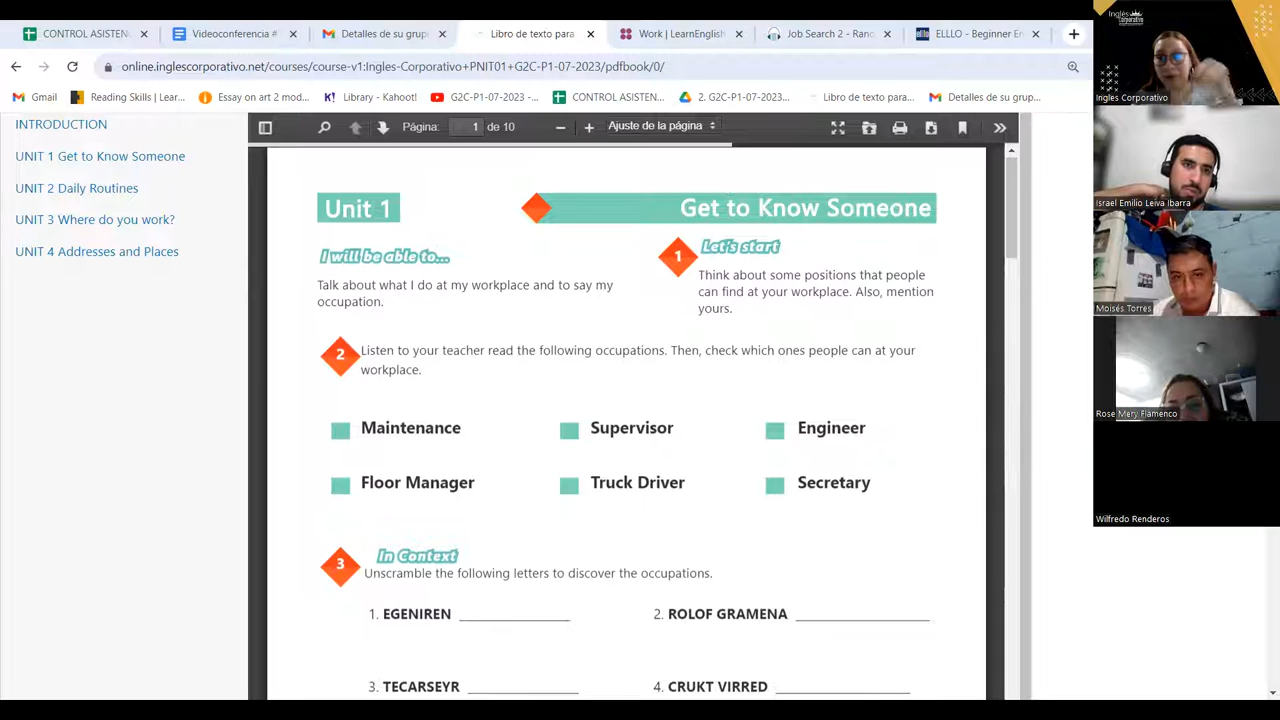 CONTROL ASISTEN
Videoconferencia #
Detalles de su grup
Libro de texto para
Work | LearnEnglish
Job Search 2 - Ran
ELLLO - Beginner En
online.inglescorporativo.net/courses/course-v1:Ingles-Corporativo+PNIT01+G2C-P1-07-2023/pdfbook/0/
Gmail
Reading Skills | Lear...
Essay on art 2 mod...
Library - Kahoots
G2C-P1-07-2023 -...
CONTROL ASISTEN...
2. G2C-P1-07-2023...
Libro de texto para...
Detalles de su grup...
INTRODUCTION
UNIT 1 Get to Know Someone
UNIT 2 Daily Routines
UNIT 3 Where do you work?
UNIT 4 Addresses and Places
Página:
1
de 10
Ajuste de la página
Unit 1
Get to Know Someone
I will be able to...
Talk about what I do at my workplace and to say my
occupation.
1
Let's start
Think about some positions that people
can find at your workplace. Also, mention
yours.
2
Listen to your teacher read the following occupations. Then, check which ones people can at your
workplace.
Maintenance
Supervisor
Engineer
Floor Manager
Truck Driver
Secretary
3
In Context
Unscramble the following letters to discover the occupations.
1. EGENIREN
2. ROLOF GRAMENA
3. TECARSEYR
4. CRUKT VIRRED
Inglés
Corporativo
Ingles Corporativo
Israel Emilio Leiva Ibarra
Moisés Torres
Rose Mery Flamenco
Wilfredo Renderos